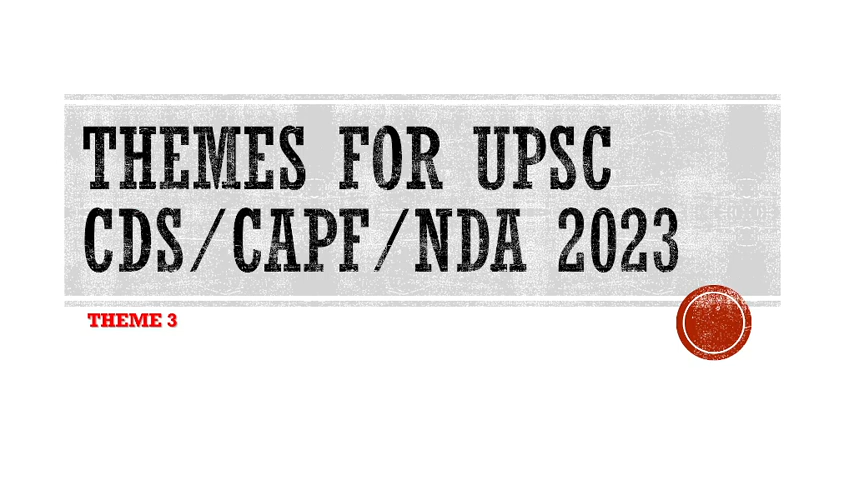 THEMES FOR UPSC
CDS/CAPF/NDA 2023
THEME 3